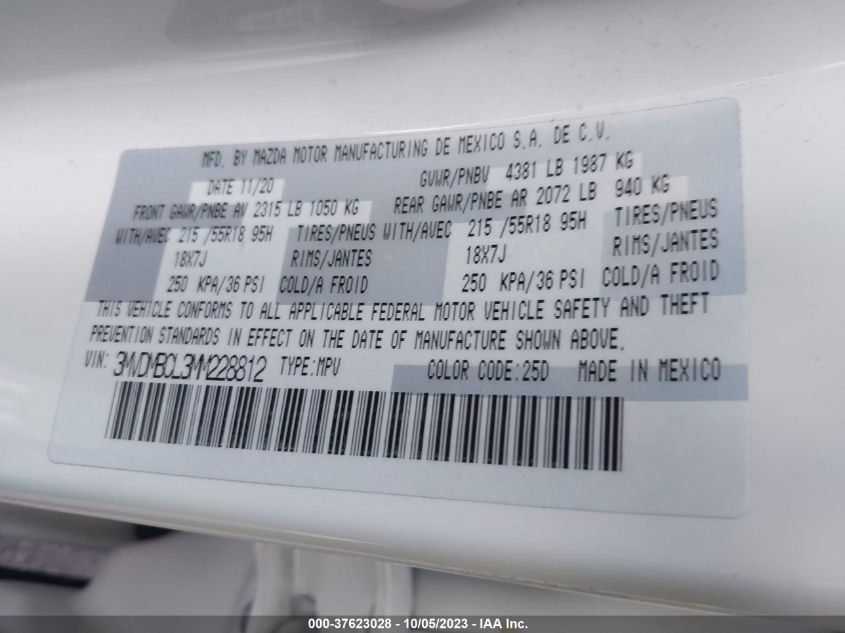 MFD. BY MAZDA MOTOR MANUFACTURING DE MEXICO S.A. DE C.V.
DATE 11/20 GVWR/PNBV 4381 LB 1987 KG
FRONT GAWR/PNBE AV 2315 LB 1050 KG REAR GAWR/PNBE AR 2072 LB 940 KG
WITH/AVEC 215 /55R18 95H TIRES/PNEUS WITH/AVEC 215 /55R18 95H TIRES/PNEUS
18X7J RIMS/JANTES 18X7J RIMS/JANTES
250 KPA/36 PSI COLD/A FROID 250 KPA/36 PSI COLD/A FROID
THIS VEHICLE CONFORMS TO ALL APPLICABLE FEDERAL MOTOR VEHICLE SAFETY AND THEFT
PREVENTION STANDARDS IN EFFECT ON THE DATE OF MANUFACTURE SHOWN ABOVE.
VIN: 3MVDMBCL3MM228812 TYPE:MPV COLOR CODE:25D MADE IN MEXICO
000-37623028 - 10/05/2023 - IAA Inc.